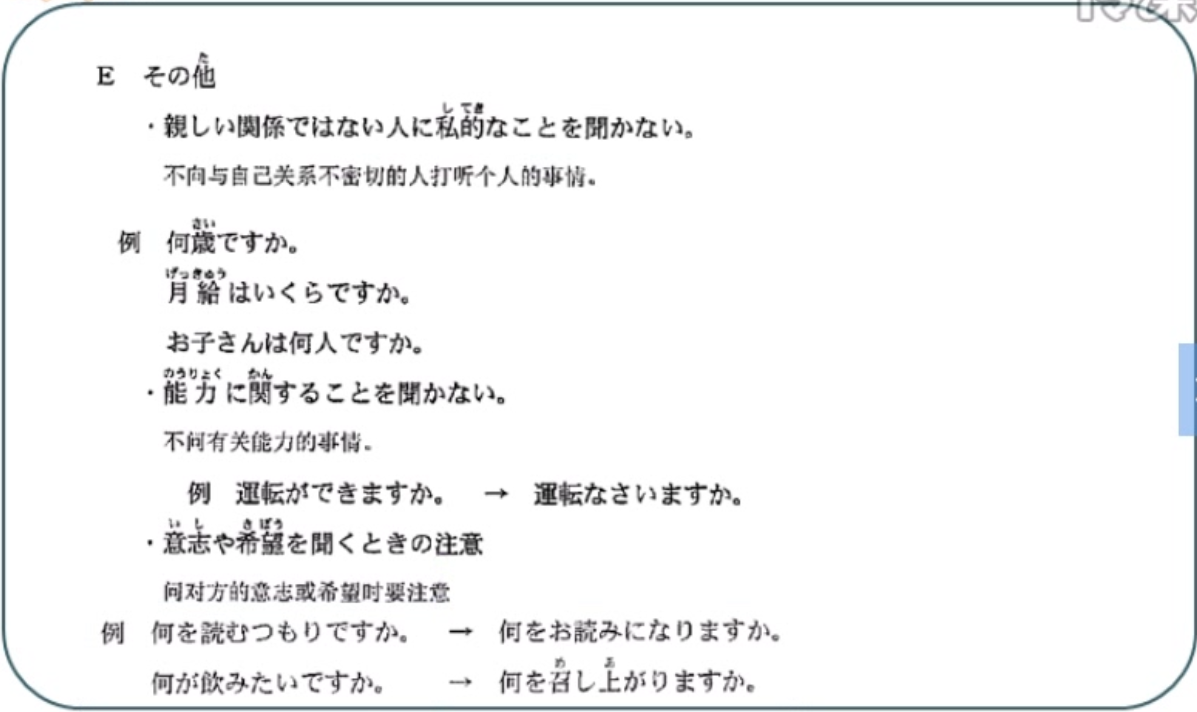 E その他
・親しい関係ではない人に私的なことを聞かない。
不向与自己关系不密切的人打听个人的事情。
例 何歳ですか。
月給はいくらですか。
お子さんは何人ですか。
・能力に関することを聞かない。
不问有关能力的事情。
例 運転ができますか。 → 運転なさいますか。
・意志や希望を聞くときの注意
问对方的意志或希望时要注意
例 何を読むつもりですか。 → 何をお読みになりますか。
何が飲みたいですか。 → 何を召し上がりますか。